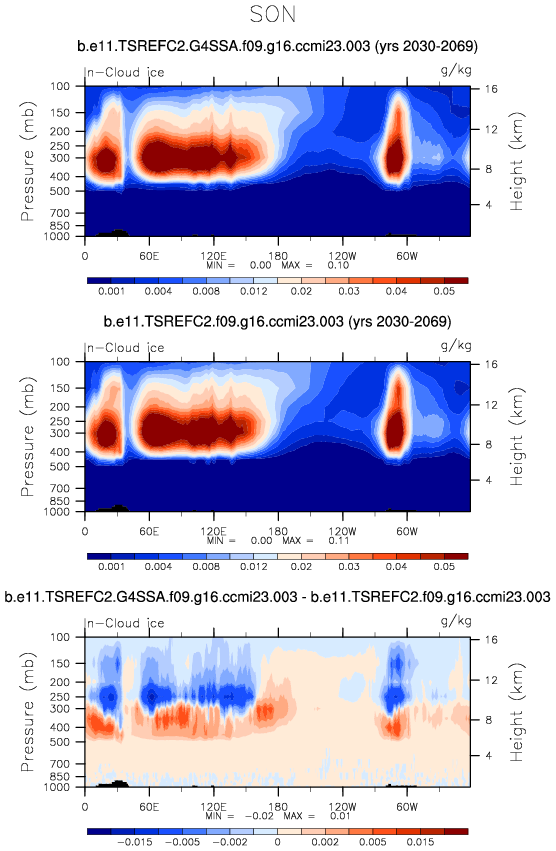 SON
b.e11.TSREFC2.G4SSA.f09.g16.ccmi23.003 (yrs 2030-2069)
In-Cloud ice g/kg
Pressure (mb)
100
150
200
250
300
400
500
700
850
1000
16
12
8
4
Height (km)
0 60E 120E 180 120W 60W
MIN = 0.00 MAX = 0.10
0.001 0.004 0.008 0.012 0.02 0.03 0.04 0.05
b.e11.TSREFC2.f09.g16.ccmi23.003 (yrs 2030-2069)
In-Cloud ice g/kg
Pressure (mb)
100
150
200
250
300
400
500
700
850
1000
16
12
8
4
Height (km)
0 60E 120E 180 120W 60W
MIN = 0.00 MAX = 0.11
0.001 0.004 0.008 0.012 0.02 0.03 0.04 0.05
b.e11.TSREFC2.G4SSA.f09.g16.ccmi23.003 - b.e11.TSREFC2.f09.g16.ccmi23.003
In-Cloud ice g/kg
Pressure (mb)
100
150
200
250
300
400
500
700
850
1000
16
12
8
4
Height (km)
0 60E 120E 180 120W 60W
MIN = -0.02 MAX = 0.01
-0.015 -0.005 -0.002 0 0.002 0.005 0.015